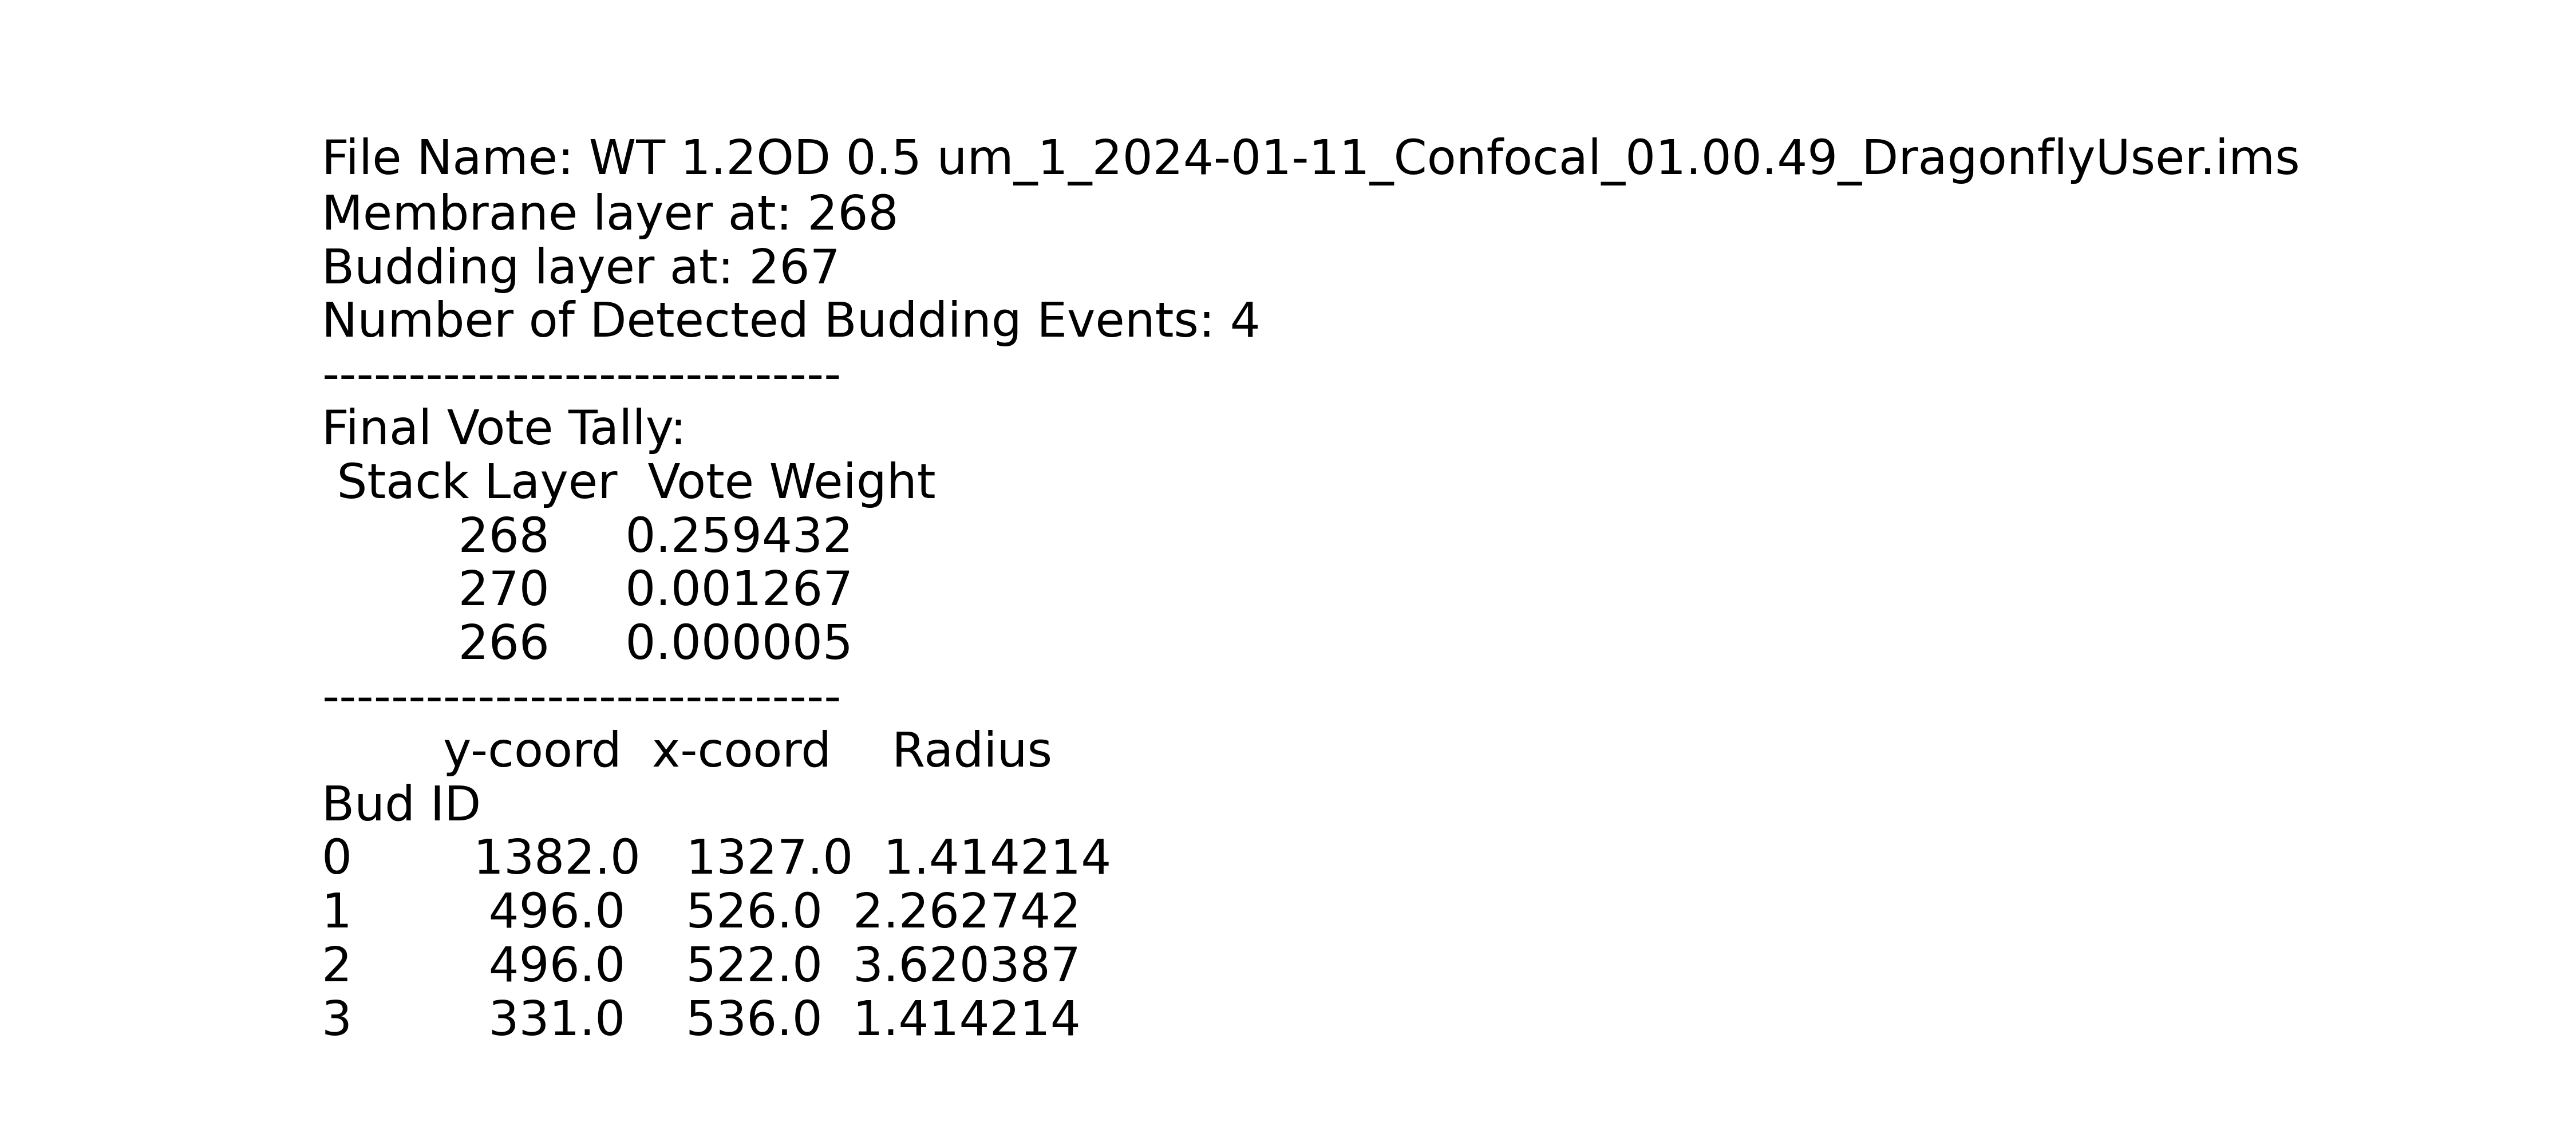 File Name: WT 1.2OD 0.5 um_1_2024-01-11_Confocal_01.00.49_DragonflyUser.ims
Membrane layer at: 268
Budding layer at: 267
Number of Detected Budding Events: 4
------------------------------
Final Vote Tally:
Stack Layer  Vote Weight
268     0.259432
270     0.001267
266     0.000005
------------------------------
y-coord  x-coord    Radius
Bud ID
0        1382.0   1327.0  1.414214
1         496.0    526.0  2.262742
2         496.0    522.0  3.620387
3         331.0    536.0  1.414214